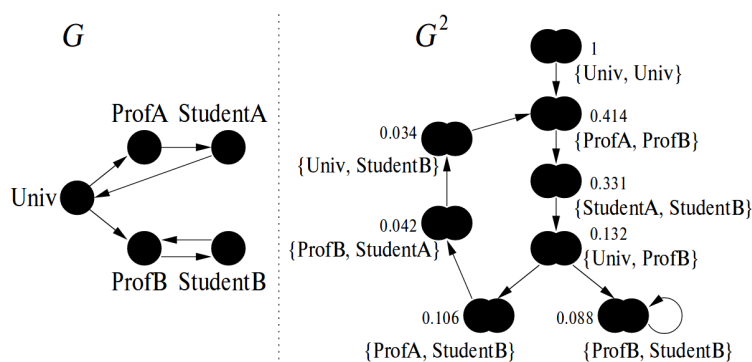 G
ProfA StudentA
Univ
ProfB StudentB
G²
1
{Univ, Univ}
0.414
{ProfA, ProfB}
0.034
{Univ, StudentB}
0.331
{StudentA, StudentB}
0.042
{ProfB, StudentA}
0.132
{Univ, ProfB}
0.106
{ProfA, StudentB}
0.088
{ProfB, StudentB}